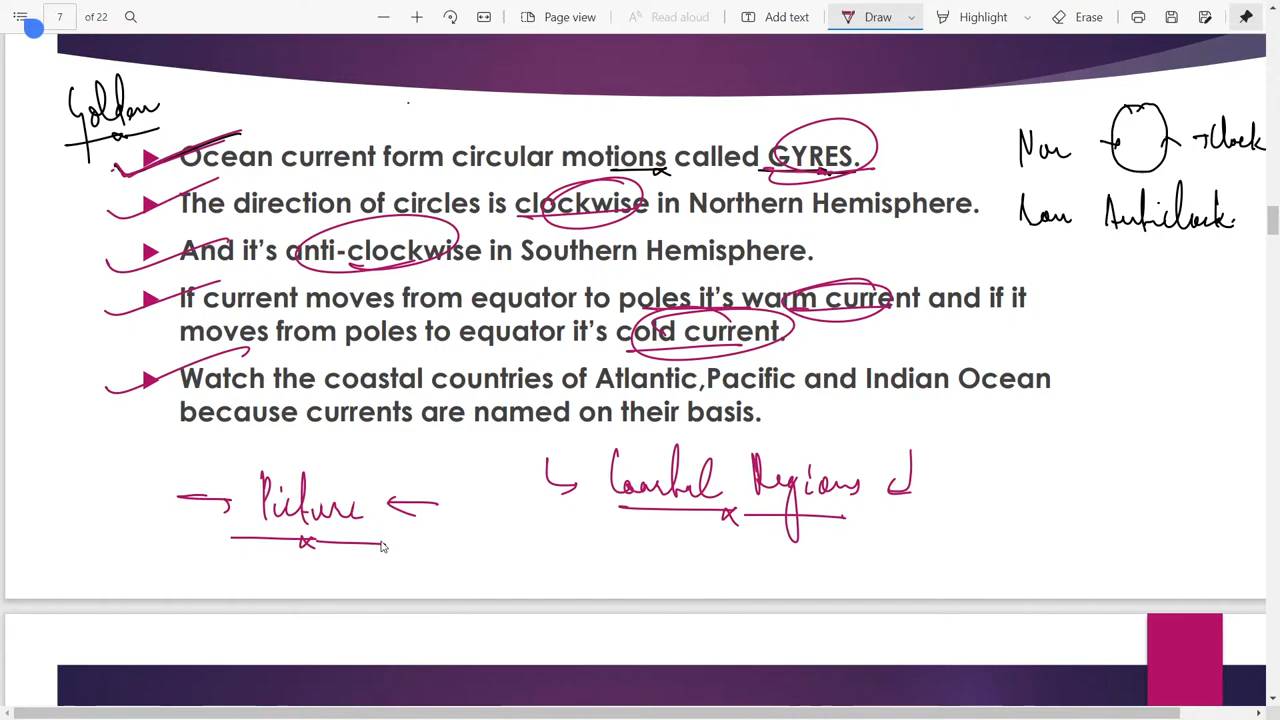 7 of 22 Page view Read aloud Add text Draw Highlight Erase
Golden
Ocean current form circular motions called GYRES.
Nor → Clock
The direction of circles is clockwise in Northern Hemisphere.
Anticlock.
And it's anti-clockwise in Southern Hemisphere.
If current moves from equator to poles it's warm current and if it
moves from poles to equator it's cold current.
Watch the coastal countries of Atlantic,Pacific and Indian Ocean
because currents are named on their basis.
Coastel Regions
Picture